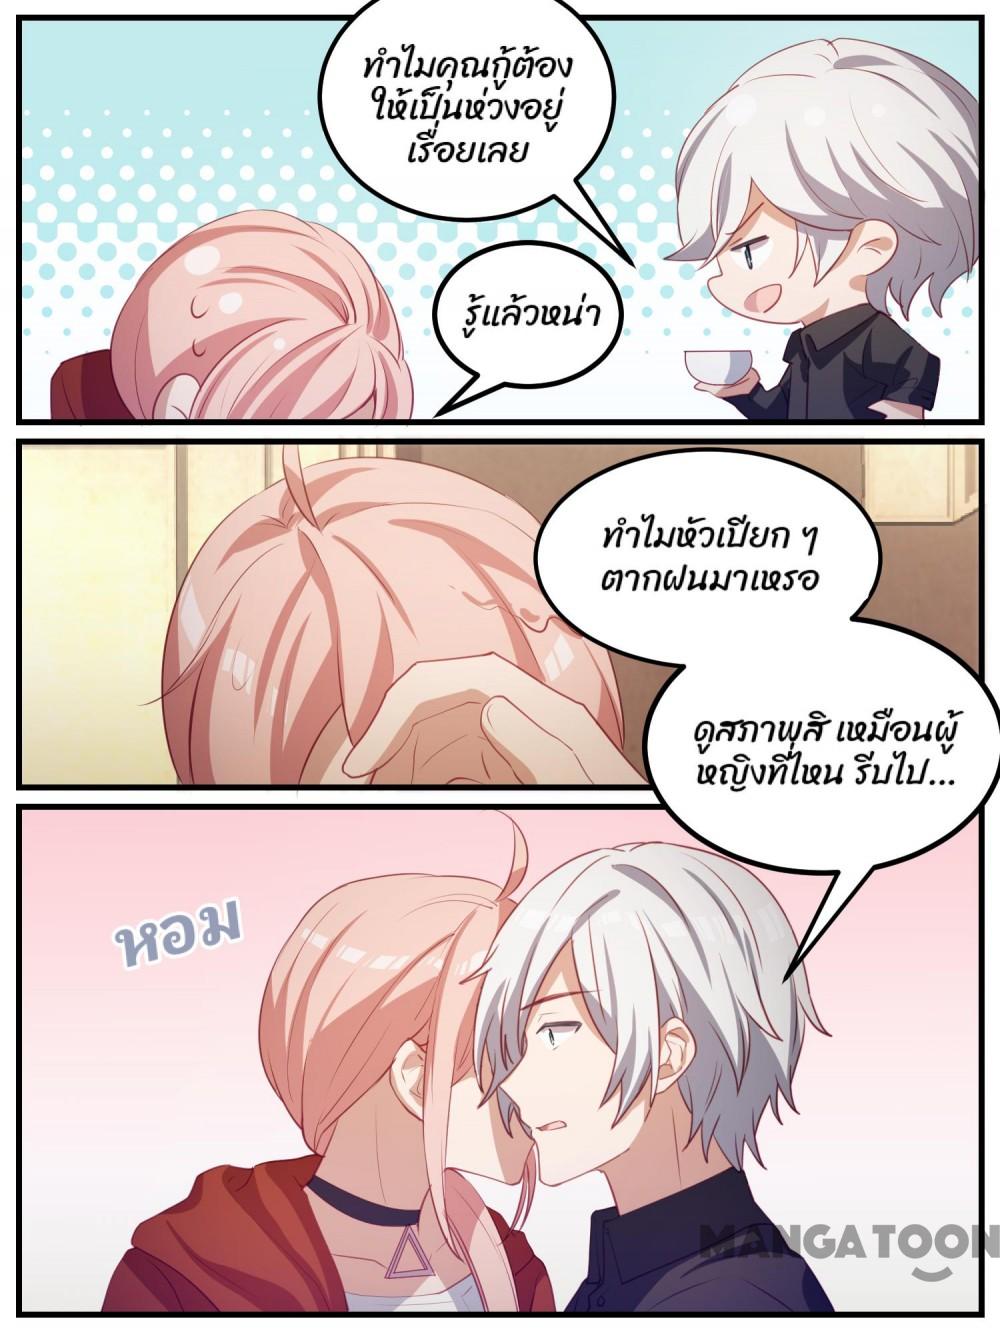 ทำไมคุณกู้ต้อง
ให้เป็นห่วงอยู่
เรื่อยเลย
รู้แล้วหน่า
ทำไมหัวเปียก ๆ
ตากฝนมาเหรอ
ดูสภาพสิ เหมือนผู้
หญิงที่ไหน รีบไป...
หอม
MANGATOON